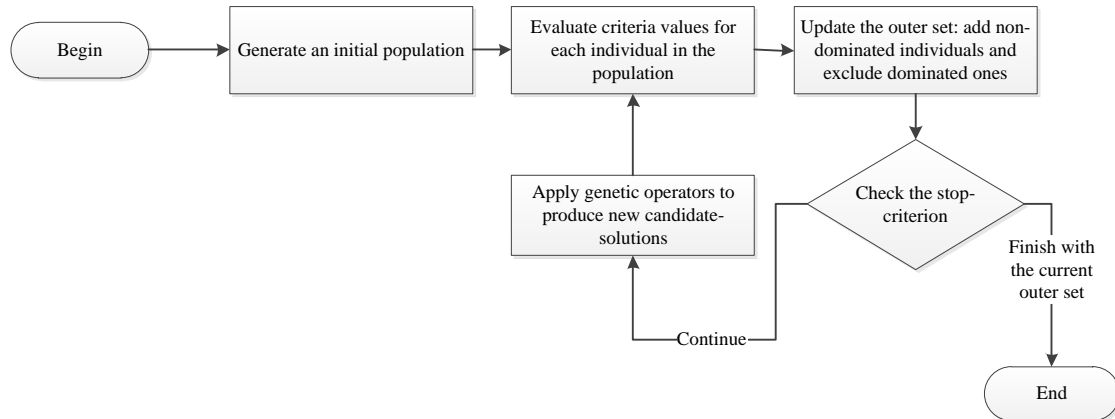 Begin
Generate an initial population
Evaluate criteria values for
each individual in the
population
Update the outer set: add non-
dominated individuals and
exclude dominated ones
Apply genetic operators to
produce new candidate-
solutions
Check the stop-
criterion
Finish with
the current
outer set
Continue
End